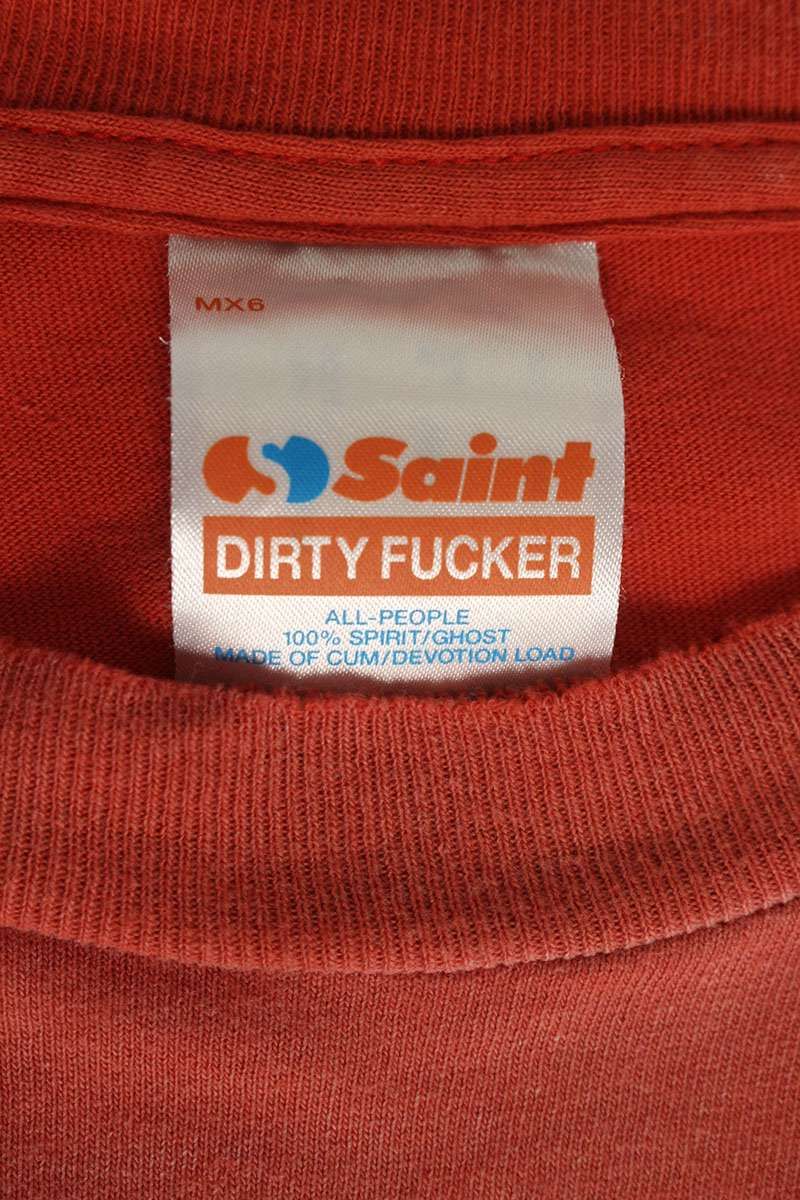 MX6
Saint
DIRTY FUCKER
ALL-PEOPLE
100% SPIRIT/GHOST
MADE OF CUM/DEVOTION LOAD